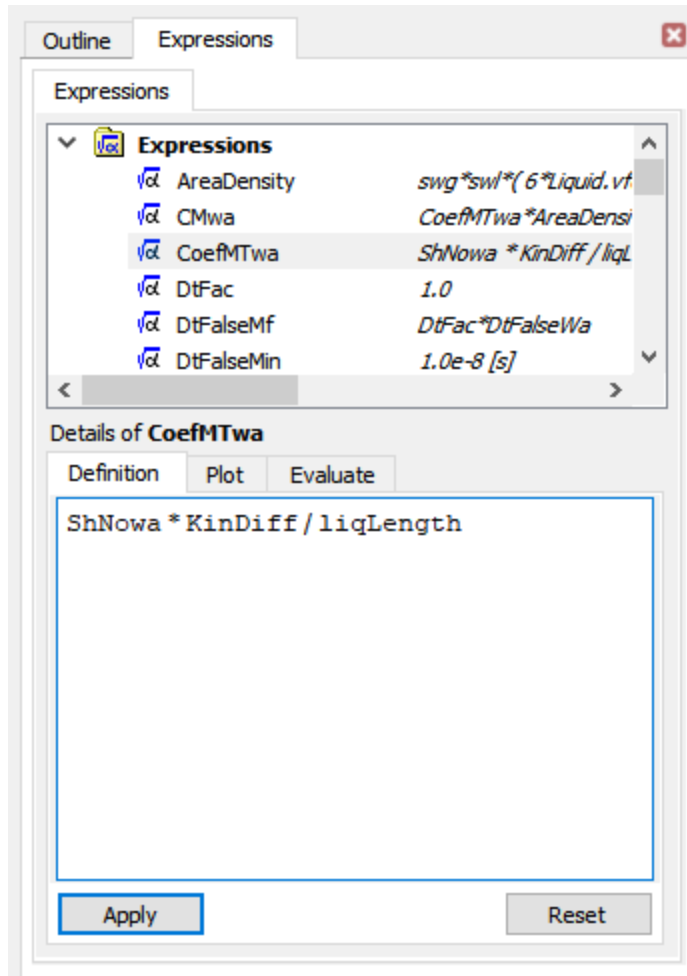 Outline Expressions
Expressions
Expressions
√α AreaDensity swg*swl*( 6*Liquid.vf
√α CMwa CoefMTwa*AreaDensi
√α CoefMTwa ShNowa * KinDiff / liqL
√α DtFac 1.0
√α DtFalseMf DtFac*DtFalseWa
√α DtFalseMin 1.0e-8 [s]
Details of CoefMTwa
Definition Plot Evaluate
ShNowa * KinDiff / liqLength
Apply Reset